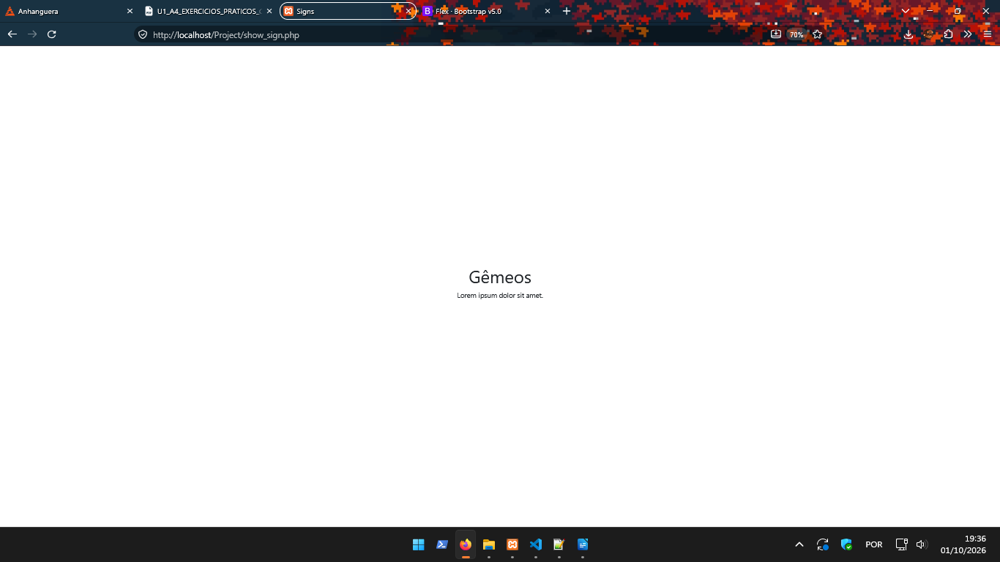 Anhanguera
U1_A4_EXERCICIOS_PRATICOS_
Signs
Flex · Bootstrap v5.0
http://localhost/Project/show_sign.php
70%
Gêmeos
Lorem ipsum dolor sit amet.
POR
19:36
01/10/2026